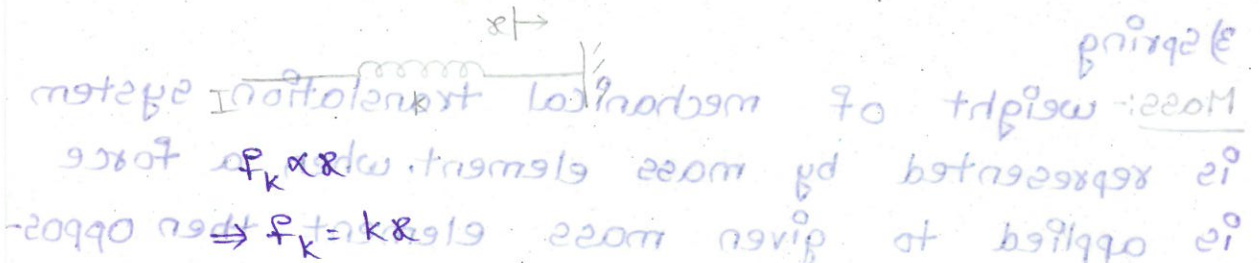 x
3) Spring
k
Mass:- weight of mechanical translation system
is represented by mass element. when a force
fₖ ∝ x
is applied to given mass element then oppos-
⇒ fₖ = kx